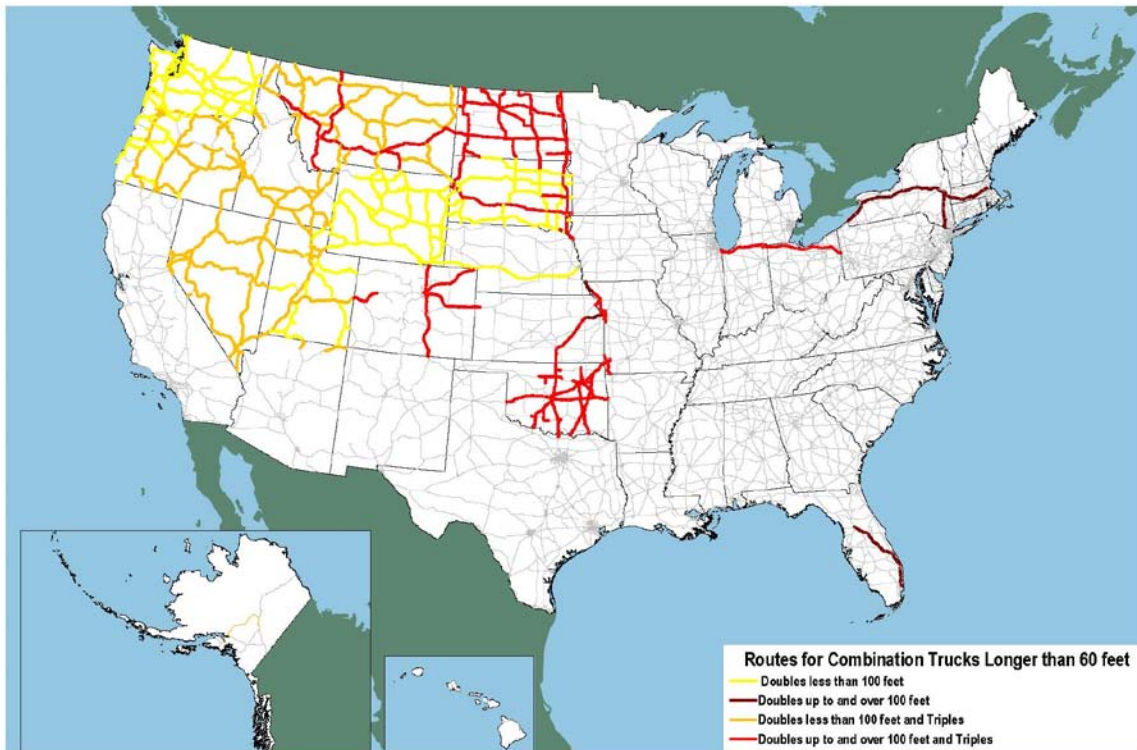 Routes for Combination Trucks Longer than 60 feet
Doubles less than 100 feet
Doubles up to and over 100 feet
Doubles less than 100 feet and Triples
Doubles up to and over 100 feet and Triples